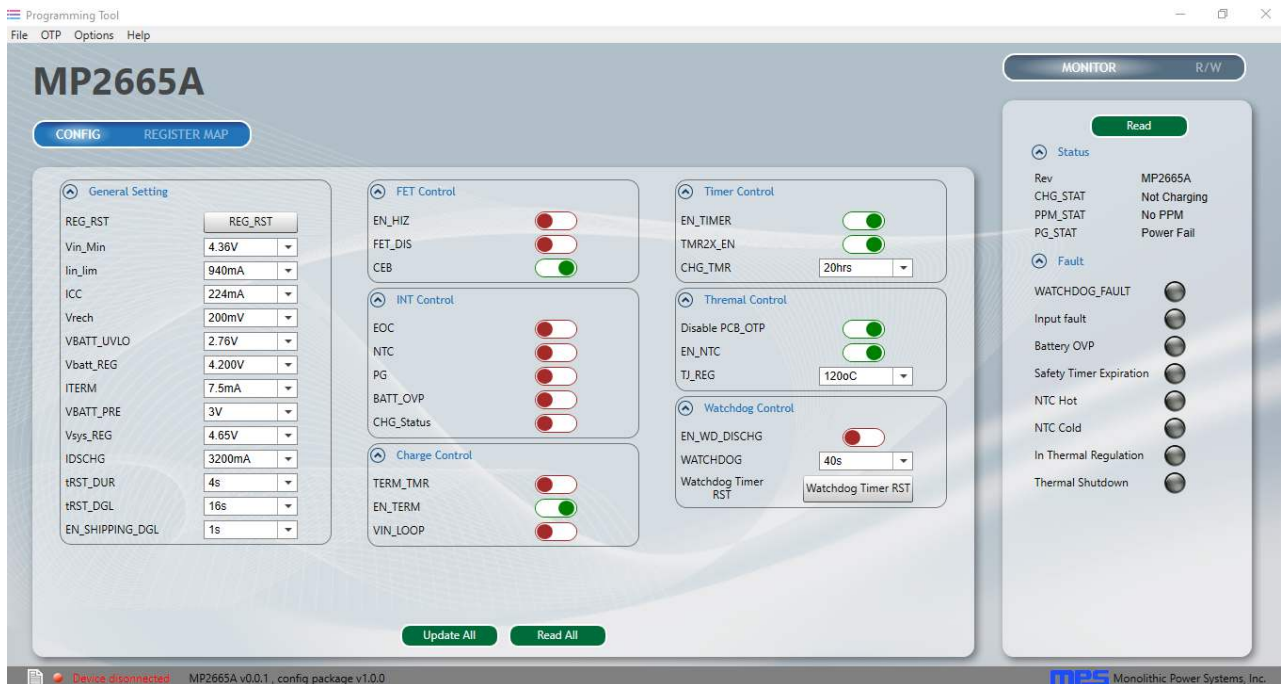 Programming Tool
File OTP Options Help
MP2665A
MONITOR R/W
CONFIG REGISTER MAP
General Setting
REG_RST REG_RST
Vin_Min 4.36V
Iin_lim 940mA
ICC 224mA
Vrech 200mV
VBATT_UVLO 2.76V
Vbatt_REG 4.200V
ITERM 7.5mA
VBATT_PRE 3V
Vsys_REG 4.65V
IDSCHG 3200mA
tRST_DUR 4s
tRST_DGL 16s
EN_SHIPPING_DGL 1s
FET Control
EN_HIZ
FET_DIS
CEB
INT Control
EOC
NTC
PG
BATT_OVP
CHG_Status
Charge Control
TERM_TMR
EN_TERM
VIN_LOOP
Timer Control
EN_TIMER
TMR2X_EN
CHG_TMR 20hrs
Thremal Control
Disable PCB_OTP
EN_NTC
TJ_REG 120oC
Watchdog Control
EN_WD_DISCHG
WATCHDOG 40s
Watchdog Timer
RST
Watchdog Timer RST
Update All Read All
Read
Status
Rev MP2665A
CHG_STAT Not Charging
PPM_STAT No PPM
PG_STAT Power Fail
Fault
WATCHDOG_FAULT
Input fault
Battery OVP
Safety Timer Expiration
NTC Hot
NTC Cold
In Thermal Regulation
Thermal Shutdown
Device disconnected MP2665A v0.0.1 , config package v1.0.0 MPS Monolithic Power Systems, Inc.